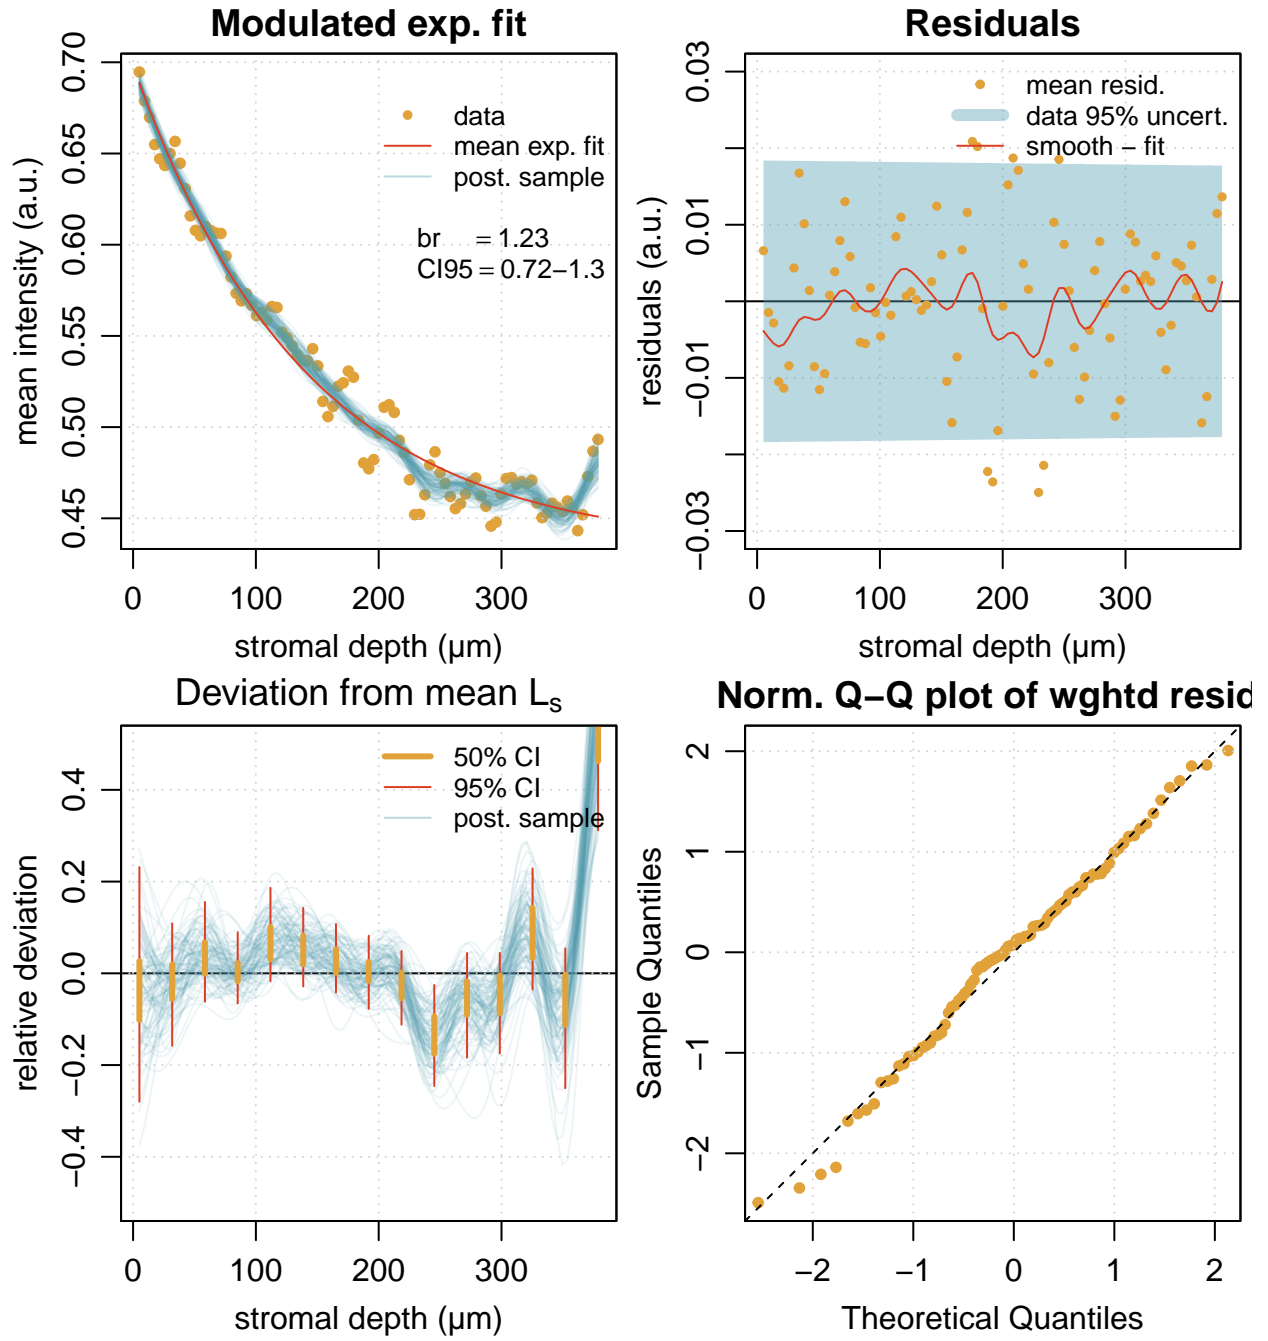 Modulated exp. fit
mean intensity (a.u.)
0.70
0.65
0.60
0.55
0.50
0.45
data
mean exp. fit
post. sample
br = 1.23
CI95 = 0.72−1.3
0 100 200 300
stromal depth (µm)
Residuals
residuals (a.u.)
0.03
0.01
−0.01
−0.03
mean resid.
data 95% uncert.
smooth − fit
0 100 200 300
stromal depth (µm)
Deviation from mean Ls
relative deviation
0.4
0.2
0.0
−0.2
−0.4
50% CI
95% CI
post. sample
0 100 200 300
stromal depth (µm)
Norm. Q−Q plot of wghtd resid
Sample Quantiles
2
1
0
−1
−2
−2 −1 0 1 2
Theoretical Quantiles